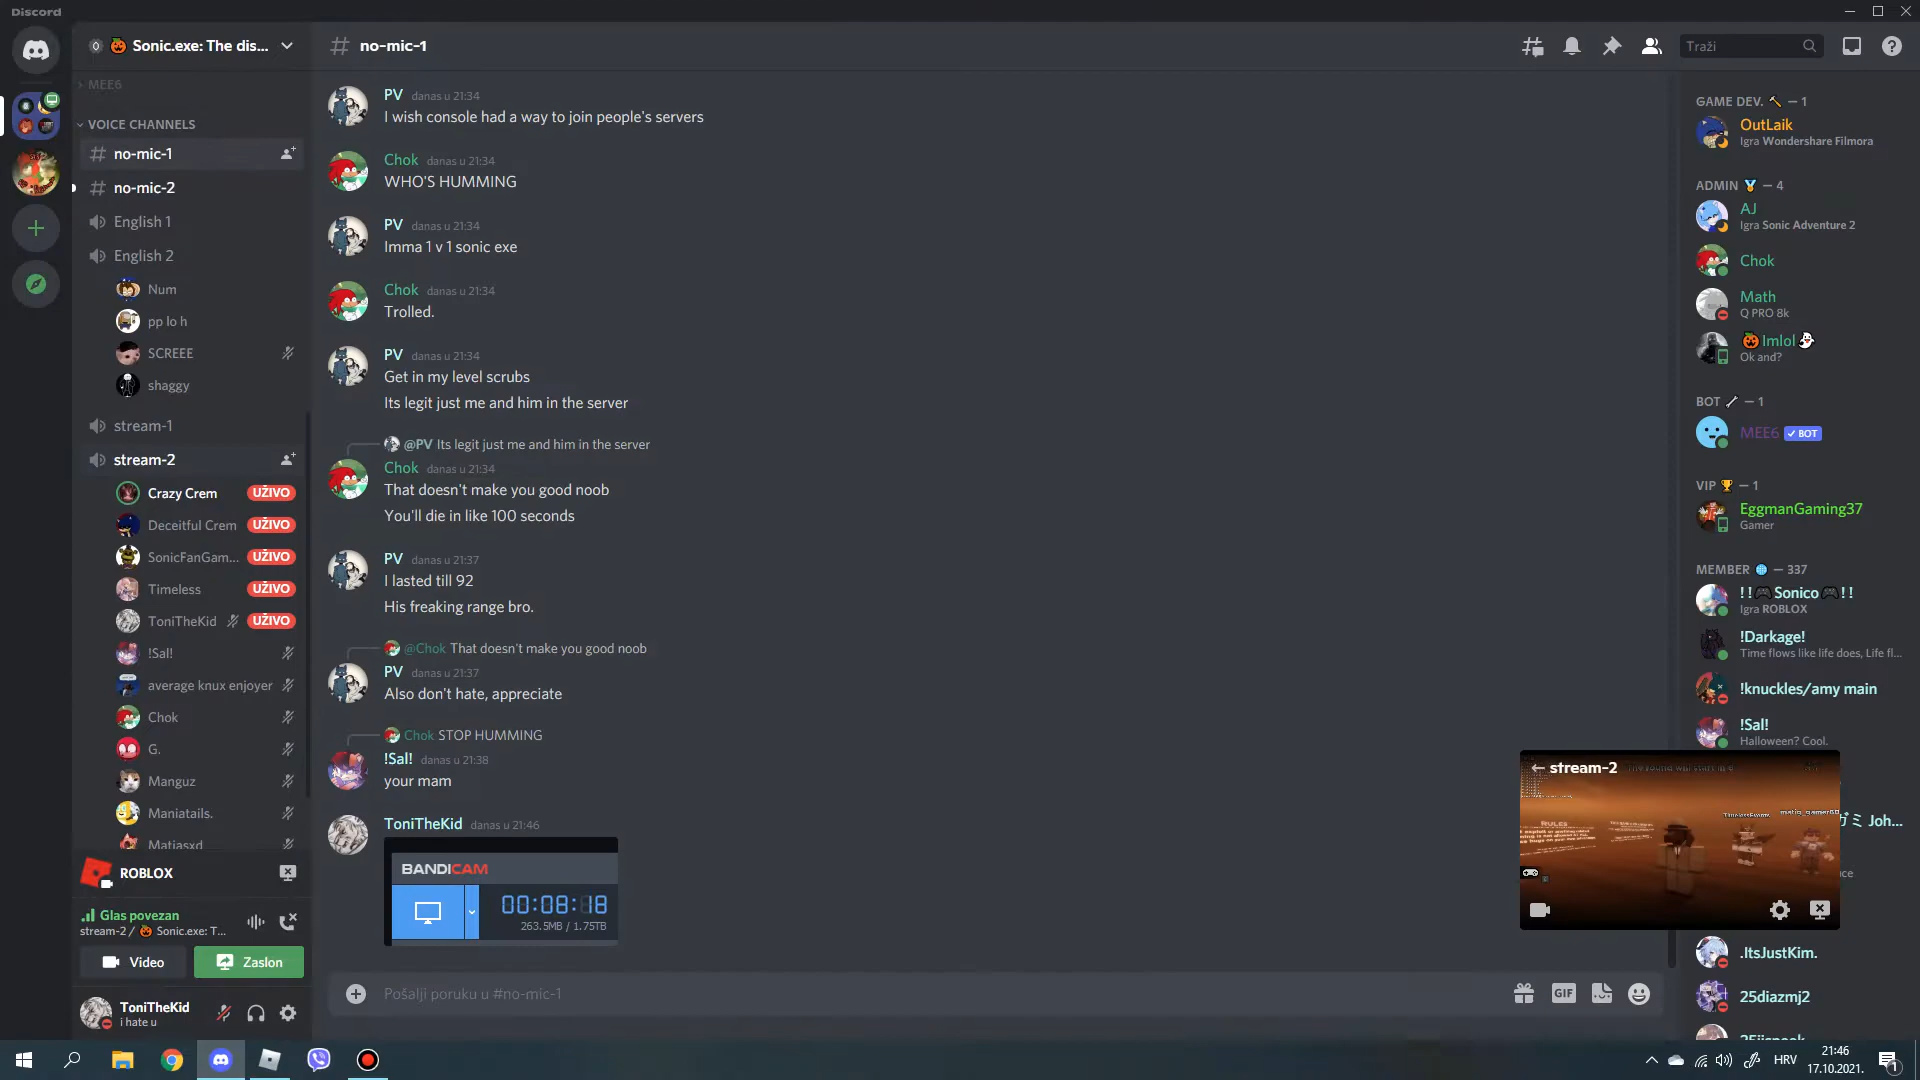 Discord
Sonic.exe: The dis...
MEE6
VOICE CHANNELS
no-mic-1
no-mic-2
English 1
English 2
Num
pp lo h
SCREEE
shaggy
stream-1
stream-2
Crazy Crem UŽIVO
Deceitful Crem UŽIVO
SonicFanGam... UŽIVO
Timeless UŽIVO
ToniTheKid UŽIVO
!Sal!
average knux enjoyer
Chok
G.
Manguz
Maniatails.
Matiasxd
ROBLOX
Glas povezan
stream-2 / Sonic.exe: T...
Video
Zaslon
ToniTheKid
i hate u
no-mic-1
Traži
PV danas u 21:34
I wish console had a way to join people's servers
Chok danas u 21:34
WHO'S HUMMING
PV danas u 21:34
Imma 1 v 1 sonic exe
Chok danas u 21:34
Trolled.
PV danas u 21:34
Get in my level scrubs
Its legit just me and him in the server
@PV Its legit just me and him in the server
Chok danas u 21:34
That doesn't make you good noob
You'll die in like 100 seconds
PV danas u 21:37
I lasted till 92
His freaking range bro.
@Chok That doesn't make you good noob
PV danas u 21:37
Also don't hate, appreciate
Chok STOP HUMMING
!Sal! danas u 21:38
your mam
ToniTheKid danas u 21:46
BANDICAM
00:08:18
263.5MB / 1.75TB
Pošalji poruku u #no-mic-1
GIF
GAME DEV. — 1
OutLaik
Igra Wondershare Filmora
ADMIN — 4
AJ
Igra Sonic Adventure 2
Chok
Math
Q PRO 8k
Imlol
Ok and?
BOT — 1
MEE6 BOT
VIP — 1
EggmanGaming37
Gamer
MEMBER — 337
!!Sonico!!
Igra ROBLOX
!Darkage!
Time flows like life does, Life fl...
!knuckles/amy main
!Sal!
Halloween? Cool.
stream-2
RULES
ガミ Joh...
.ItsJustKim.
25diazmj2
HRV
21:46
17.10.2021.
1